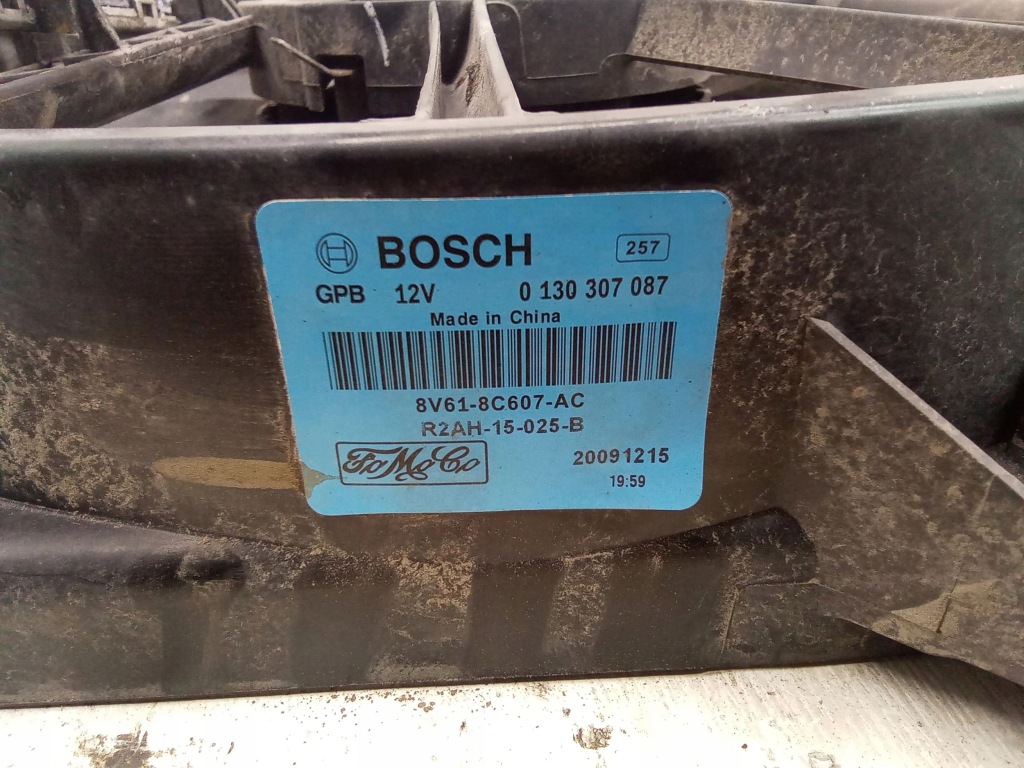 BOSCH 257
GPB 12V 0 130 307 087
Made in China
8V61-8C607-AC
R2AH-15-025-B
FoMoCo 20091215
19:59